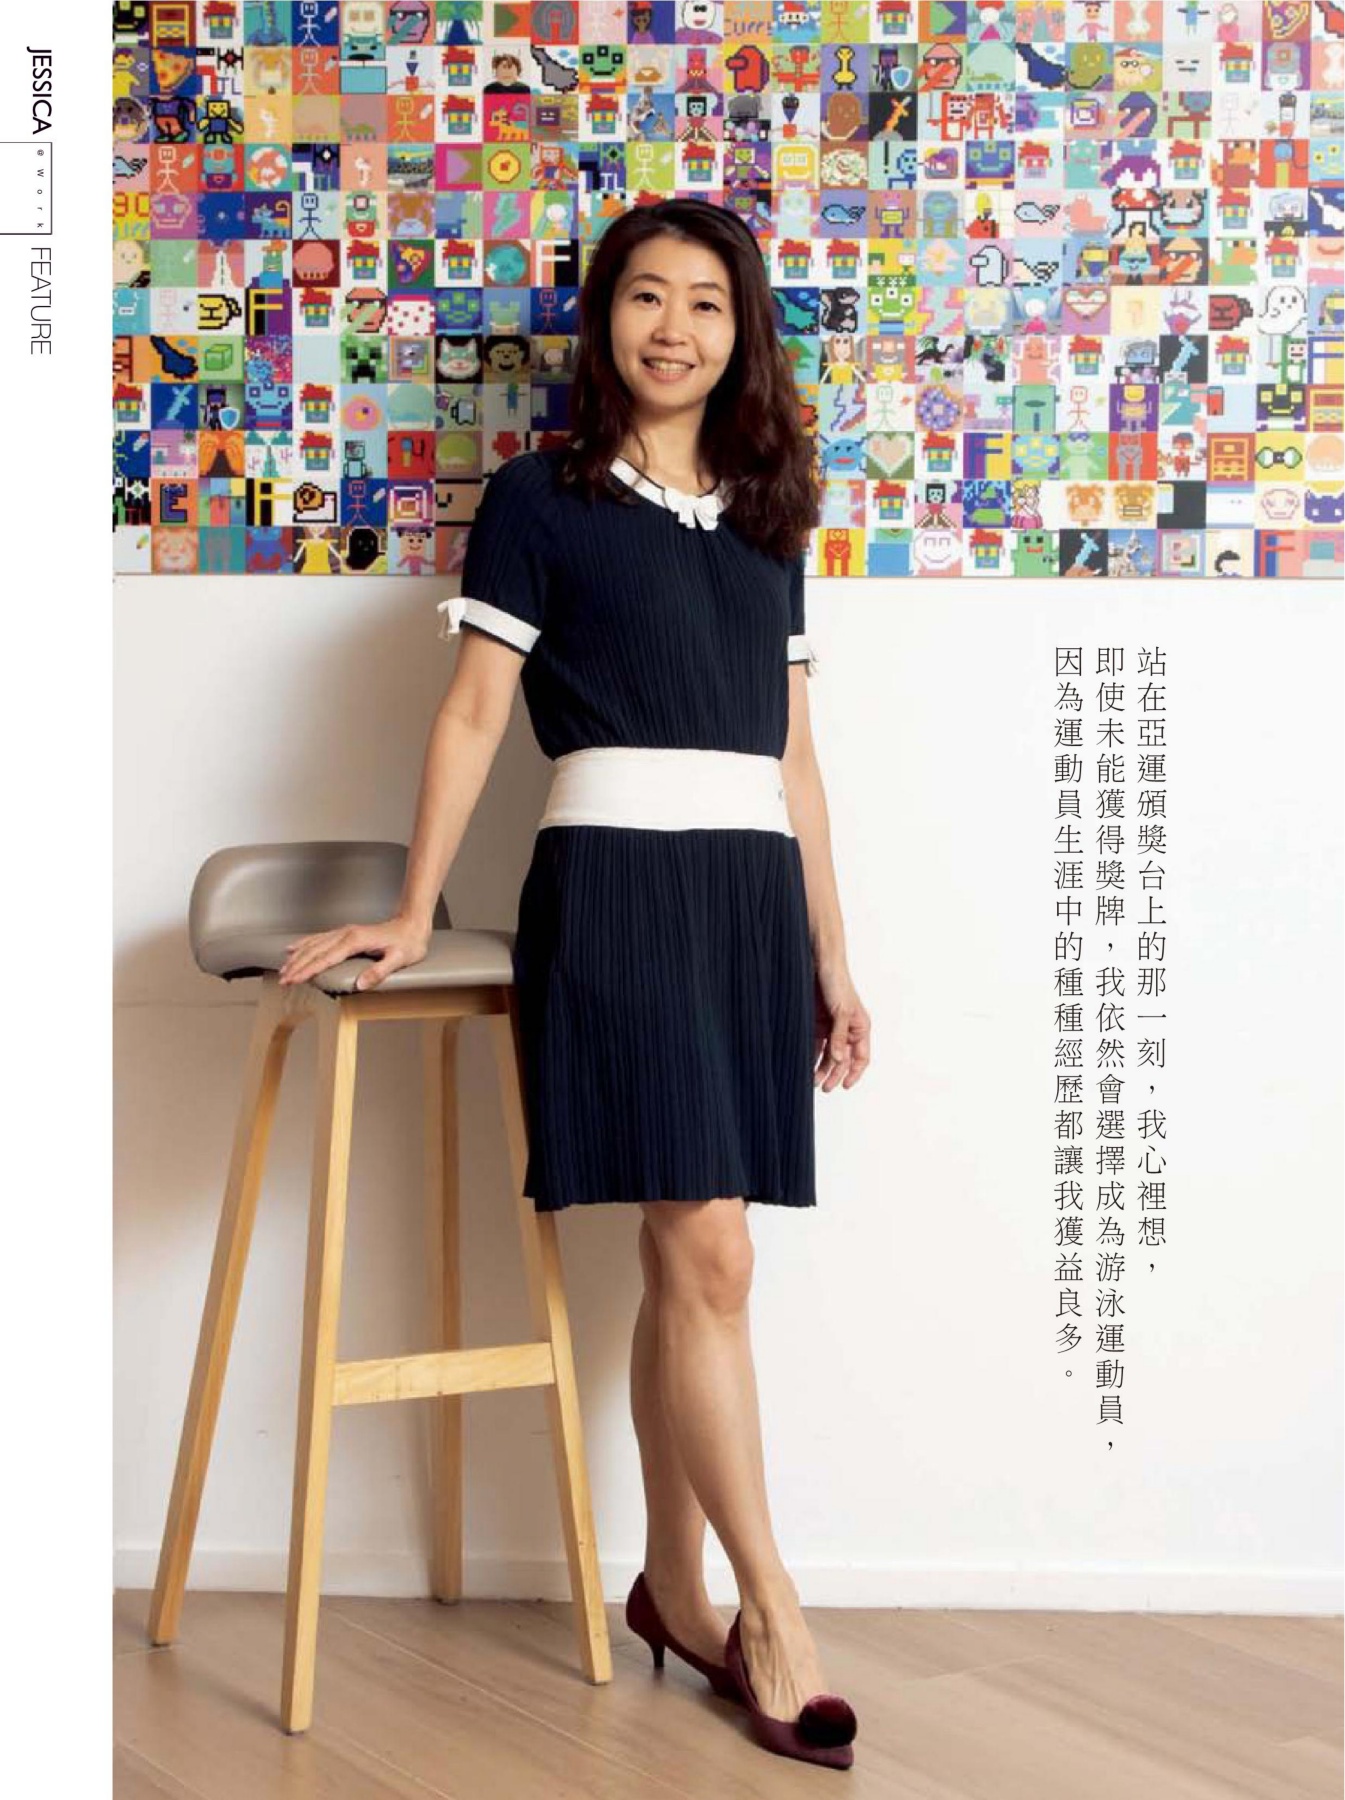 JESSICA
@work
FEATURE
站在亞運頒獎台上的那一刻，我心裡想，
即使未能獲得獎牌，我依然會選擇成為游泳運動員，
因為運動員生涯中的種種經歷都讓我獲益良多。